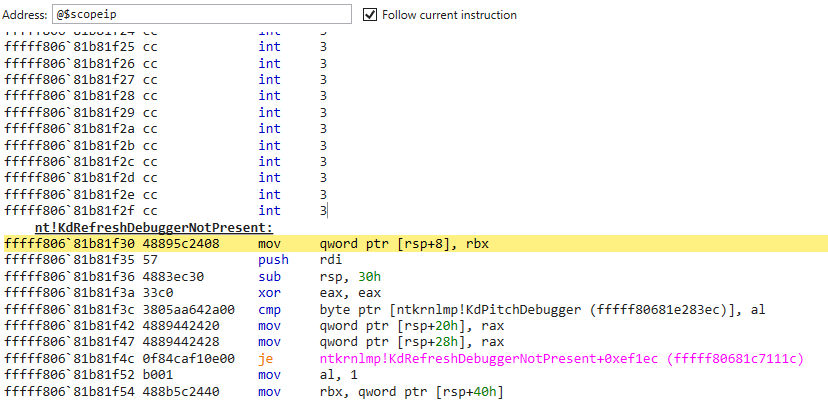 Address: @$scopeip Follow current instruction
fffff806`81b81f24 cc int 3
fffff806`81b81f25 cc int 3
fffff806`81b81f26 cc int 3
fffff806`81b81f27 cc int 3
fffff806`81b81f28 cc int 3
fffff806`81b81f29 cc int 3
fffff806`81b81f2a cc int 3
fffff806`81b81f2b cc int 3
fffff806`81b81f2c cc int 3
fffff806`81b81f2d cc int 3
fffff806`81b81f2e cc int 3
fffff806`81b81f2f cc int 3
nt!KdRefreshDebuggerNotPresent:
fffff806`81b81f30 48895c2408 mov qword ptr [rsp+8], rbx
fffff806`81b81f35 57 push rdi
fffff806`81b81f36 4883ec30 sub rsp, 30h
fffff806`81b81f3a 33c0 xor eax, eax
fffff806`81b81f3c 3805aa642a00 cmp byte ptr [ntkrnlmp!KdPitchDebugger (fffff80681e283ec)], al
fffff806`81b81f42 4889442420 mov qword ptr [rsp+20h], rax
fffff806`81b81f47 4889442428 mov qword ptr [rsp+28h], rax
fffff806`81b81f4c 0f84caf10e00 je ntkrnlmp!KdRefreshDebuggerNotPresent+0xef1ec (fffff80681c7111c)
fffff806`81b81f52 b001 mov al, 1
fffff806`81b81f54 488b5c2440 mov rbx, qword ptr [rsp+40h]